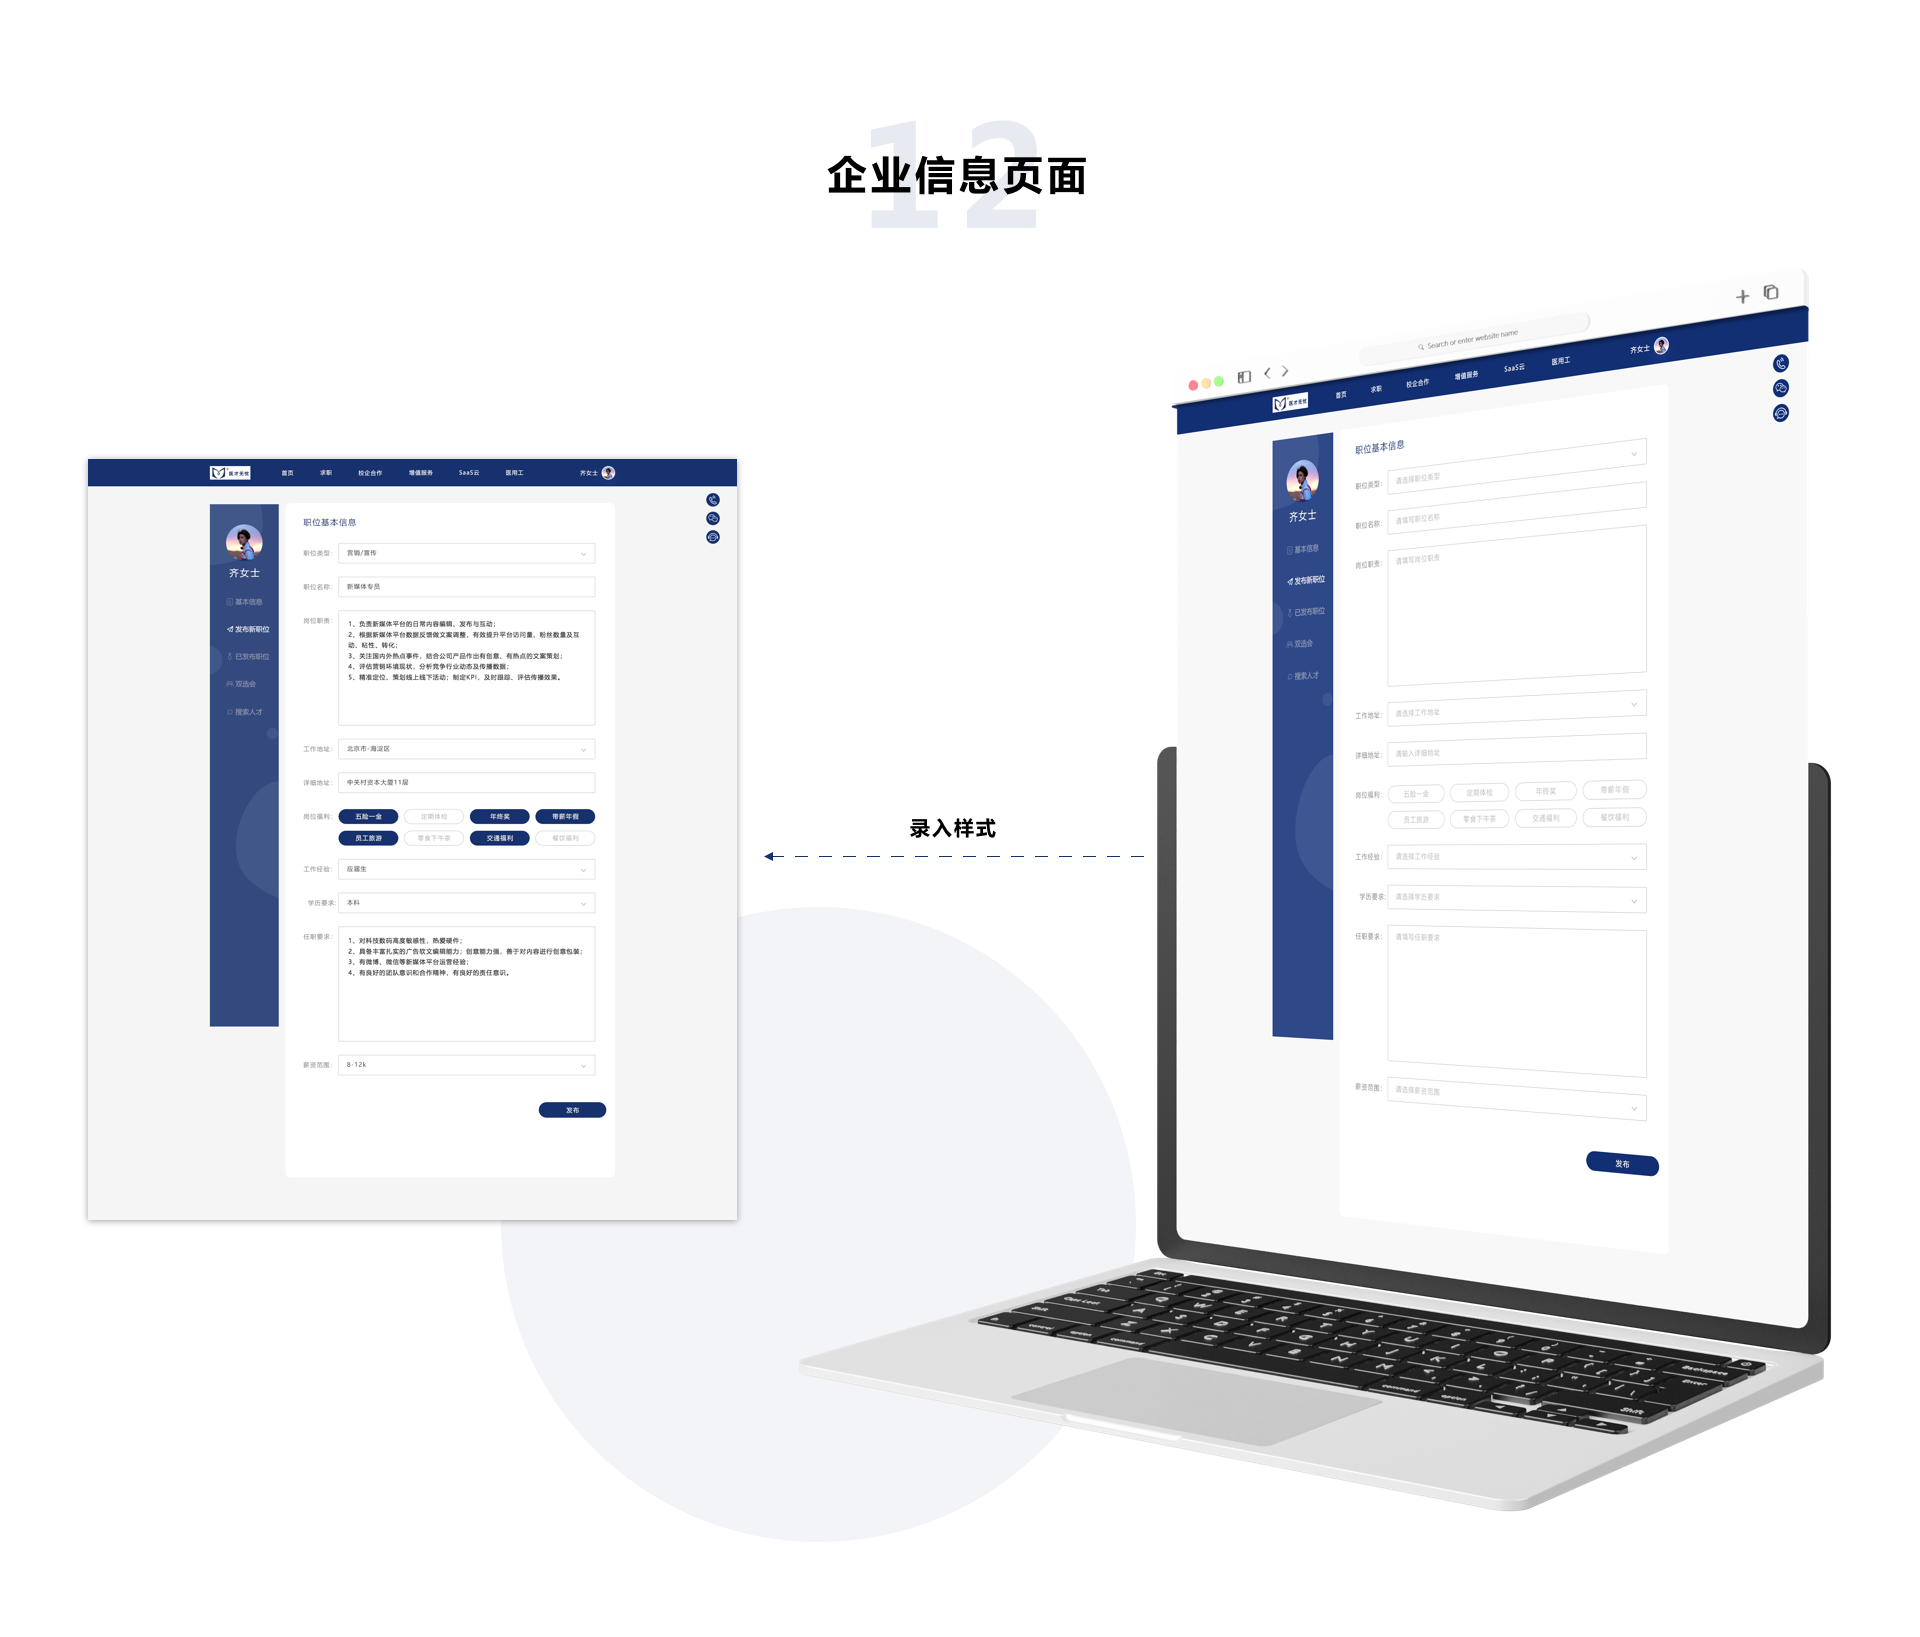 12
企业信息页面
医才无忧
首页
求职
校企合作
增值服务
SaaS云
医用工
齐女士
齐女士
基本信息
发布新职位
已发布职位
双选会
搜索人才
职位基本信息
职位类型：
营销/宣传
职位名称：
新媒体专员
岗位职责：
1、负责新媒体平台的日常内容编辑、发布与互动；
2、根据新媒体平台数据反馈做文案调整，有效提升平台访问量、粉丝数量及互
动、粘性、转化；
3、关注国内外热点事件，结合公司产品作出有创意、有热点的文案策划；
4、评估营销环境现状，分析竞争行业动态及传播数据；
5、精准定位、策划线上线下活动；制定KPI，及时跟踪、评估传播效果。
工作地址：
北京市-海淀区
详细地址：
中关村资本大厦11层
岗位福利：
五险一金
定期体检
年终奖
带薪年假
员工旅游
零食下午茶
交通福利
餐饮福利
工作经验：
应届生
学历要求：
本科
任职要求：
1、对科技数码高度敏感性，热爱硬件；
2、具备丰富扎实的广告软文编辑能力；创意能力强，善于对内容进行创意包装；
3、有微博、微信等新媒体平台运营经验；
4、有良好的团队意识和合作精神，有良好的责任意识。
薪资范围：
8-12k
发布
录入样式
Search or enter website name
医才无忧
首页
求职
校企合作
增值服务
SaaS云
医用工
齐女士
齐女士
基本信息
发布新职位
已发布职位
双选会
搜索人才
职位基本信息
职位类型：
请选择职位类型
职位名称：
请填写职位名称
岗位职责：
请填写岗位职责
工作地址：
请选择工作地址
详细地址：
请输入详细地址
岗位福利：
五险一金
定期体检
年终奖
带薪年假
员工旅游
零食下午茶
交通福利
餐饮福利
工作经验：
请选择工作经验
学历要求：
请选择学历要求
任职要求：
请填写任职要求
薪资范围：
请选择薪资范围
发布